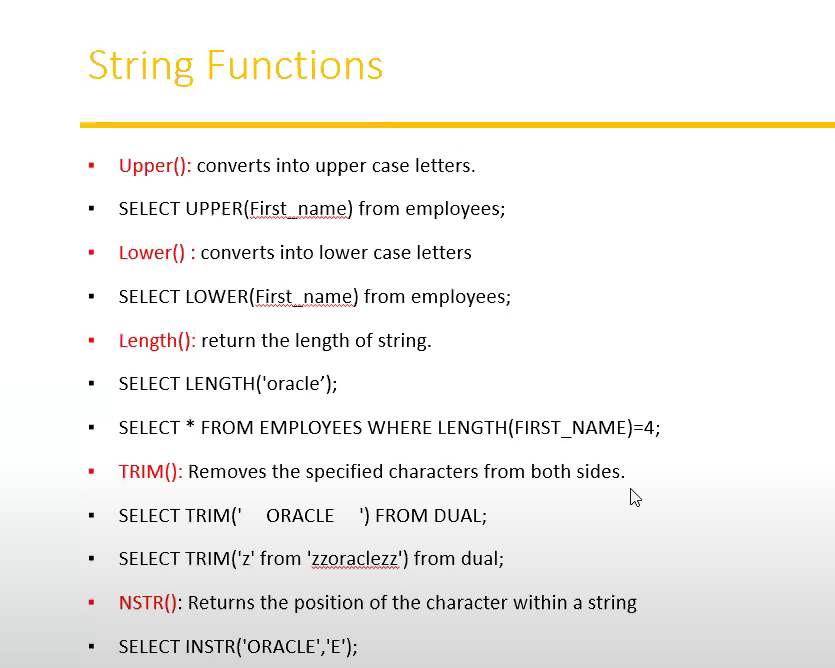 String Functions
Upper(): converts into upper case letters.
SELECT UPPER(First_name) from employees;
Lower() : converts into lower case letters
SELECT LOWER(First_name) from employees;
Length(): return the length of string.
SELECT LENGTH('oracle’);
SELECT * FROM EMPLOYEES WHERE LENGTH(FIRST_NAME)=4;
TRIM(): Removes the specified characters from both sides.
SELECT TRIM('    ORACLE    ') FROM DUAL;
SELECT TRIM('z' from 'zzoraclezz') from dual;
NSTR(): Returns the position of the character within a string
SELECT INSTR('ORACLE','E');